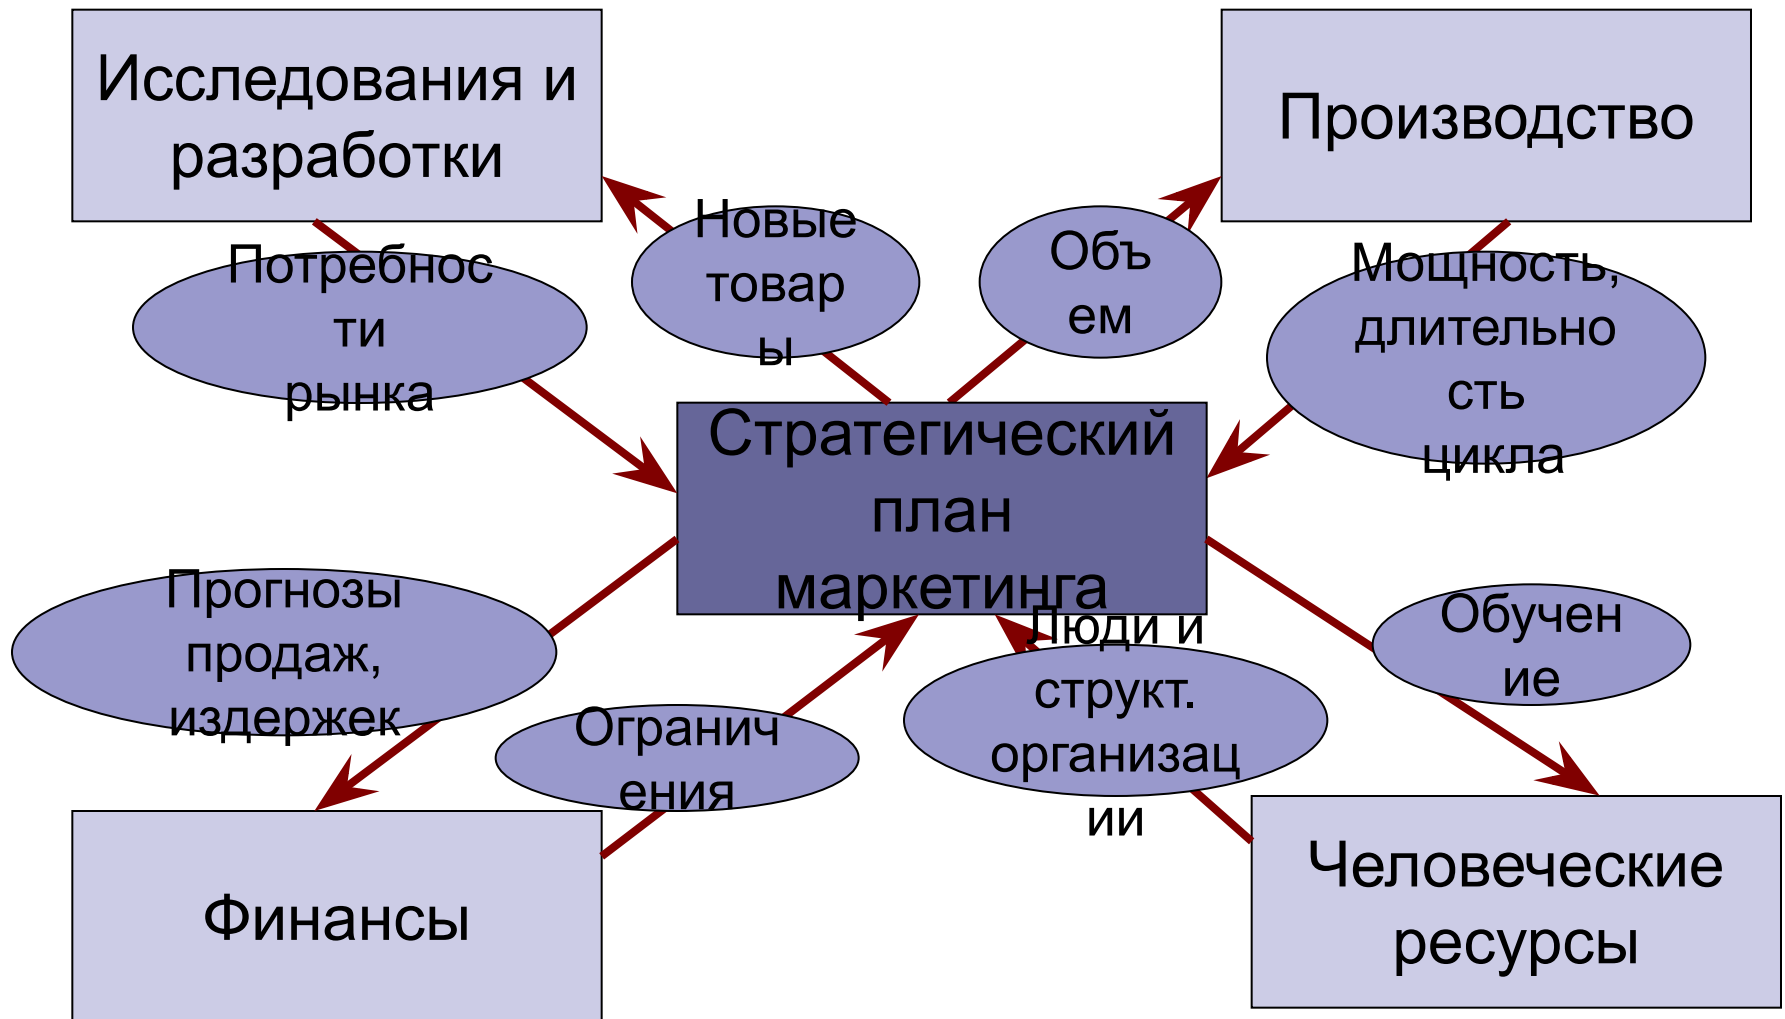 Исследования и
разработки
Производство
Новые
товар
ы
Объ
ем
Потребнос
ти
рынка
Мощность,
длительно
сть
цикла
Стратегический
план
маркетинга
Прогнозы
продаж,
издержек
Огранич
ения
Люди и
структ.
организац
ии
Обучен
ие
Финансы
Человеческие
ресурсы